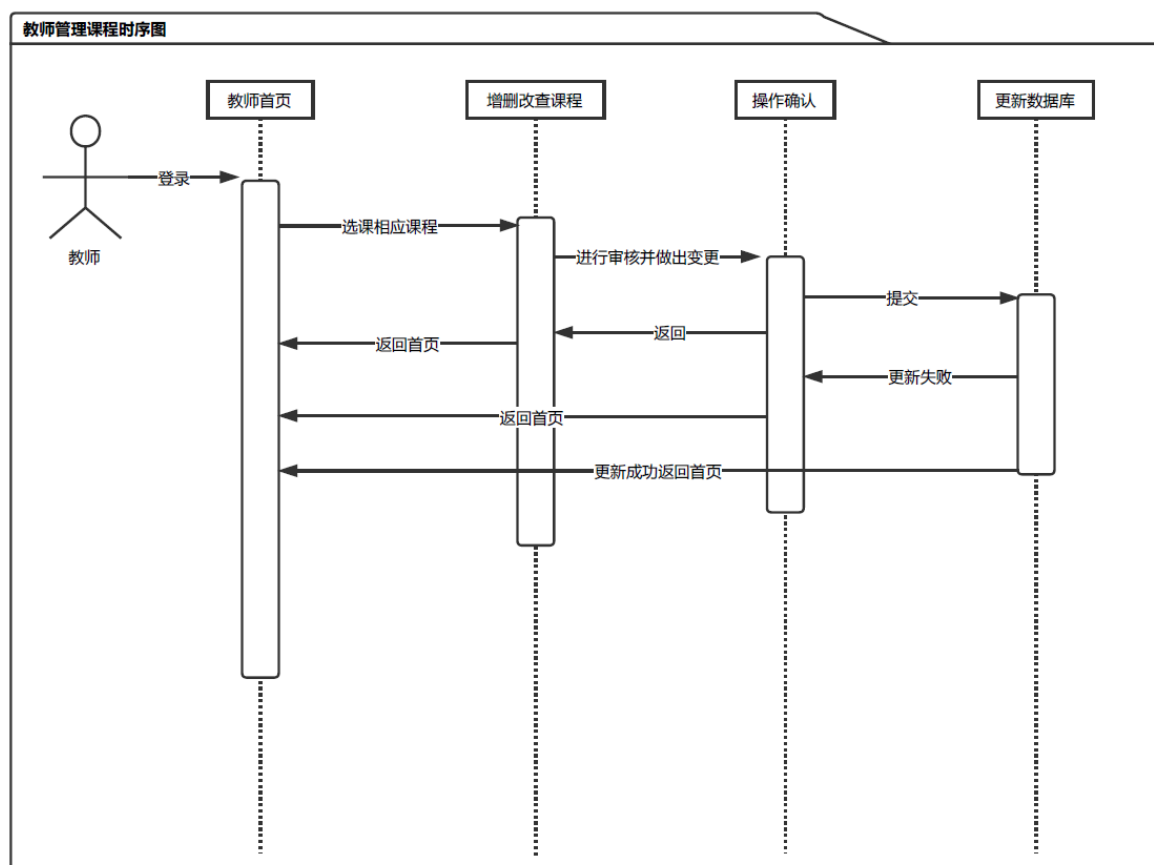 教师管理课程时序图
教师首页
增删改查课程
操作确认
更新数据库
登录
选课相应课程
教师
进行审核并做出变更
提交
返回
返回首页
更新失败
返回首页
更新成功返回首页